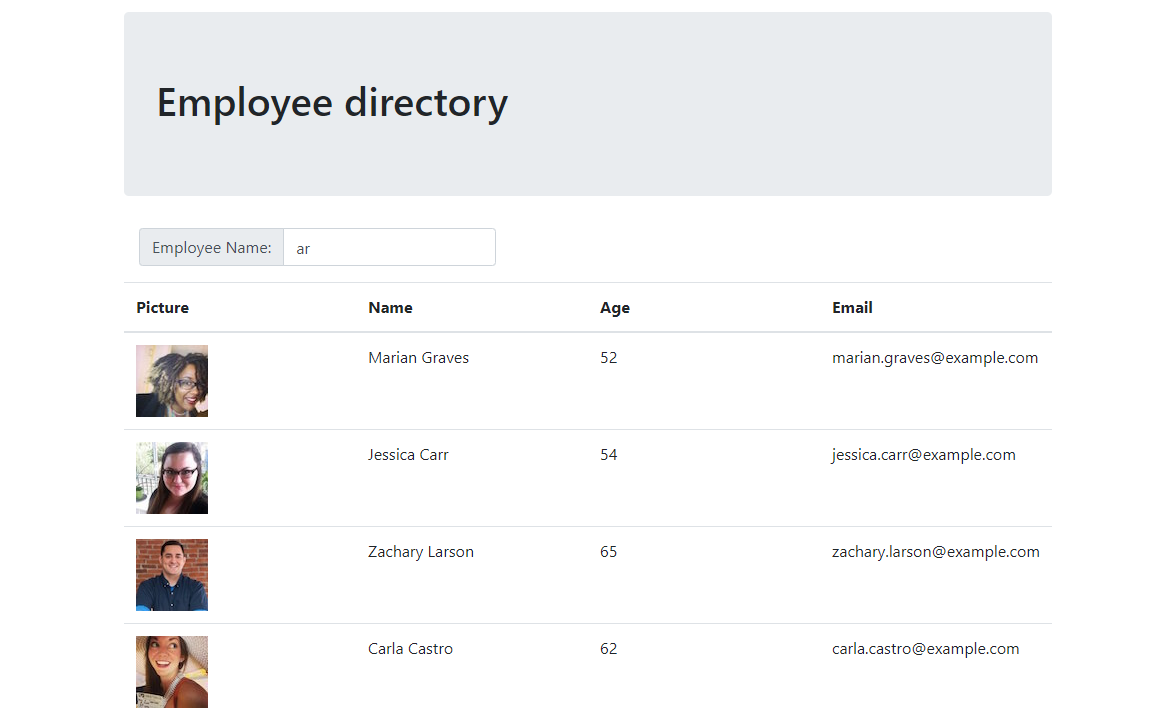 Employee directory
Employee Name: ar
Picture Name Age Email
Marian Graves 52 marian.graves@example.com
Jessica Carr 54 jessica.carr@example.com
Zachary Larson 65 zachary.larson@example.com
Carla Castro 62 carla.castro@example.com